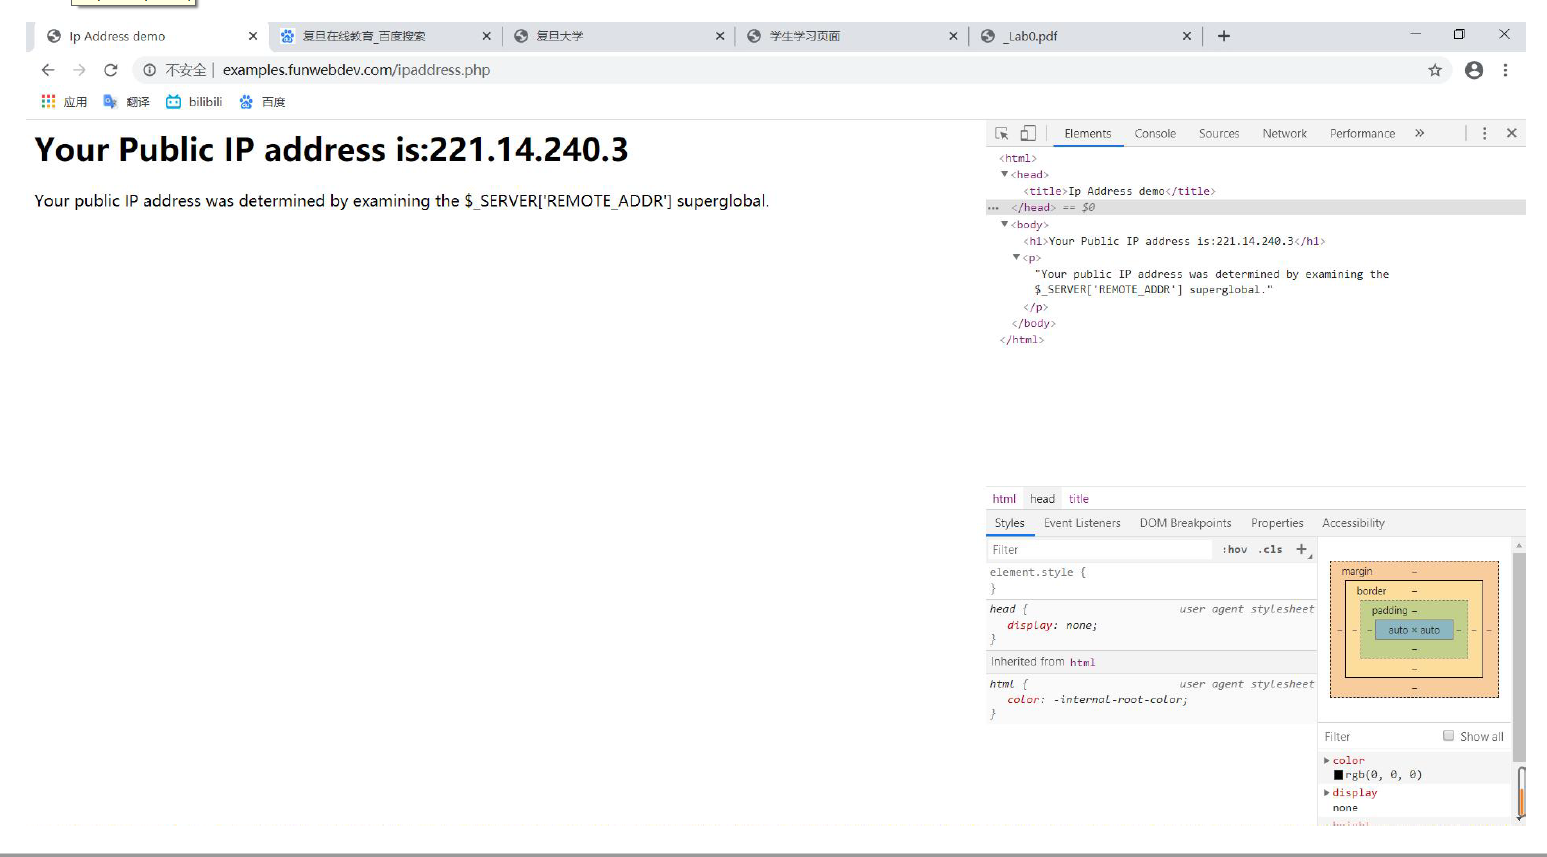 Ip Address demo
复旦在线教育_百度搜索
复旦大学
学生学习页面
_Lab0.pdf
不安全 | examples.funwebdev.com/ipaddress.php
应用 翻译 bilibili 百度
Your Public IP address is:221.14.240.3
Your public IP address was determined by examining the $_SERVER['REMOTE_ADDR'] superglobal.
Elements Console Sources Network Performance »
<html>
<head>
<title>Ip Address demo</title>
</head> == $0
<body>
<h1>Your Public IP address is:221.14.240.3</h1>
<p>
"Your public IP address was determined by examining the
$_SERVER['REMOTE_ADDR'] superglobal."
</p>
</body>
</html>
html head title
Styles Event Listeners DOM Breakpoints Properties Accessibility
Filter :hov .cls +
element.style {
}
head { user agent stylesheet
display: none;
}
Inherited from html
html { user agent stylesheet
color: -internal-root-color;
}
margin –
border –
padding –
– – – auto × auto – – –
–
–
–
Filter Show all
color
rgb(0, 0, 0)
display
none